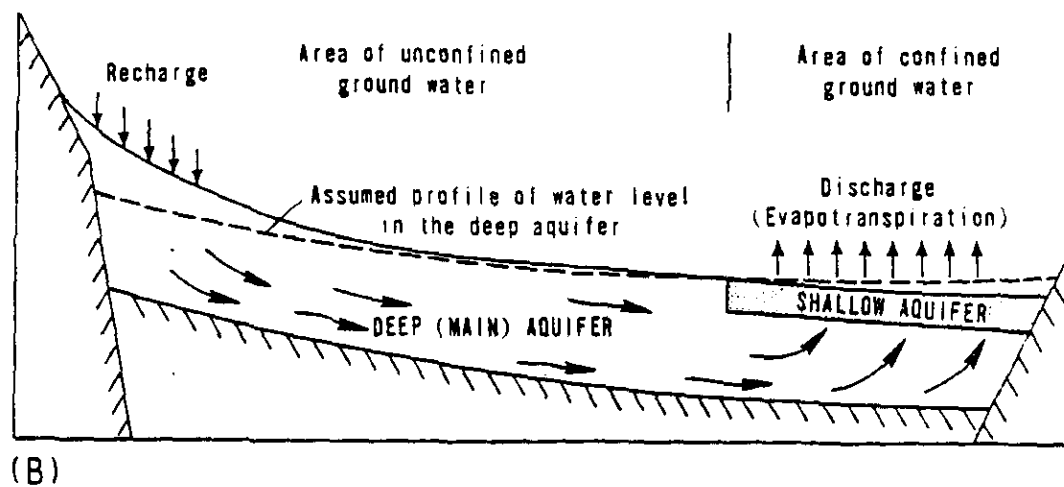 Area of unconfined
ground water
Area of confined
ground water
Recharge
Assumed profile of water level
in the deep aquifer
Discharge
(Evapotranspiration)
SHALLOW AQUIFER
DEEP (MAIN) AQUIFER
(B)